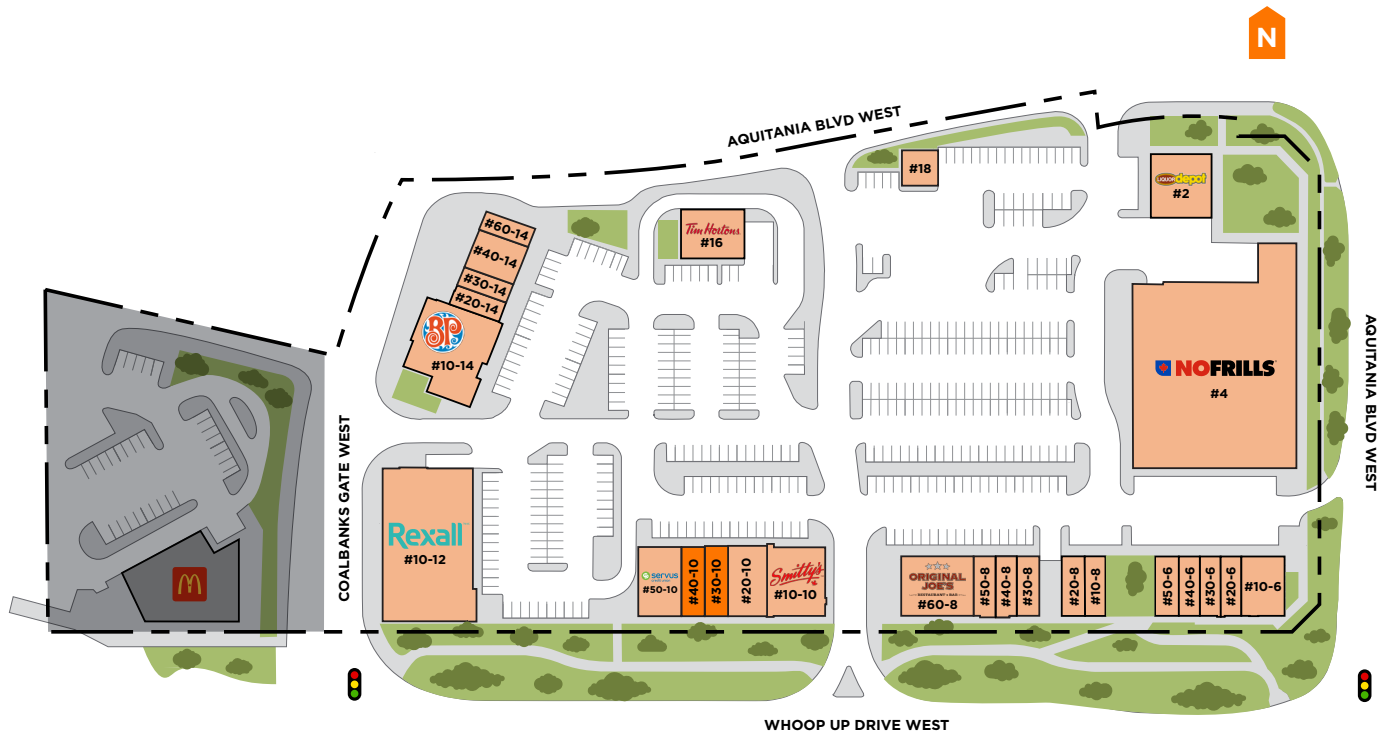 N
AQUITANIA BLVD WEST
#18
LIQUOR depot
#2
#60-14
#40-14
#30-14
#20-14
BP
#10-14
Tim Hortons
#16
NOFRILLS
#4
AQUITANIA BLVD WEST
COALBANKS GATE WEST
Rexall
#10-12
servus
#50-10
#40-10
#30-10
#20-10
Smitty's
#10-10
ORIGINAL
JOE'S
RESTAURANT + BAR
#60-8
#50-8
#40-8
#30-8
#20-8
#10-8
#50-6
#40-6
#30-6
#20-6
#10-6
M
WHOOP UP DRIVE WEST